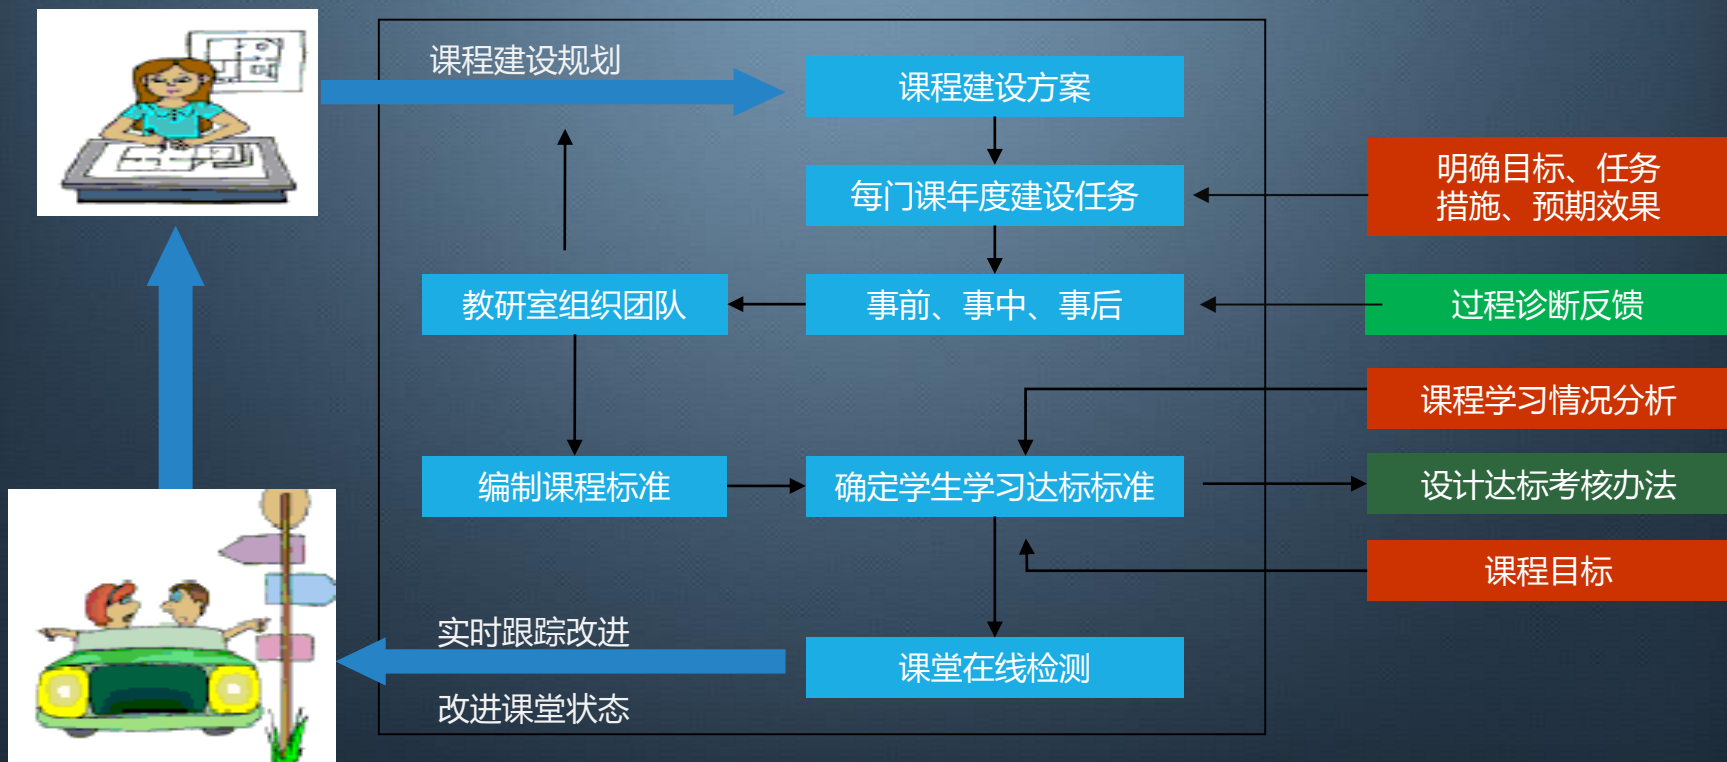 课程建设规划
课程建设方案
明确目标、任务
措施、预期效果
每门课年度建设任务
教研室组织团队
事前、事中、事后
过程诊断反馈
课程学习情况分析
编制课程标准
确定学生学习达标标准
设计达标考核办法
课程目标
实时跟踪改进
课堂在线检测
改进课堂状态